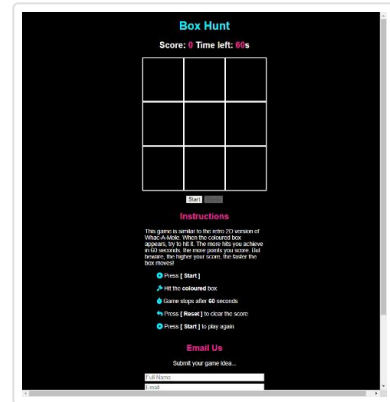 Box Hunt
Score: 0 Time left: 60s
Start
Instructions
This game is similar to the retro 2D version of
Whac-A-Mole. When the coloured box
appears, try to hit it. The more hits you achieve
in 60 seconds, the more points you score. But
beware, the higher your score, the faster the
box moves!
Press [ Start ]
Hit the coloured box
Game stops after 60 seconds
Press [ Reset ] to clear the score
Press [ Start ] to play again
Email Us
Submit your game idea...
Full Name
Email